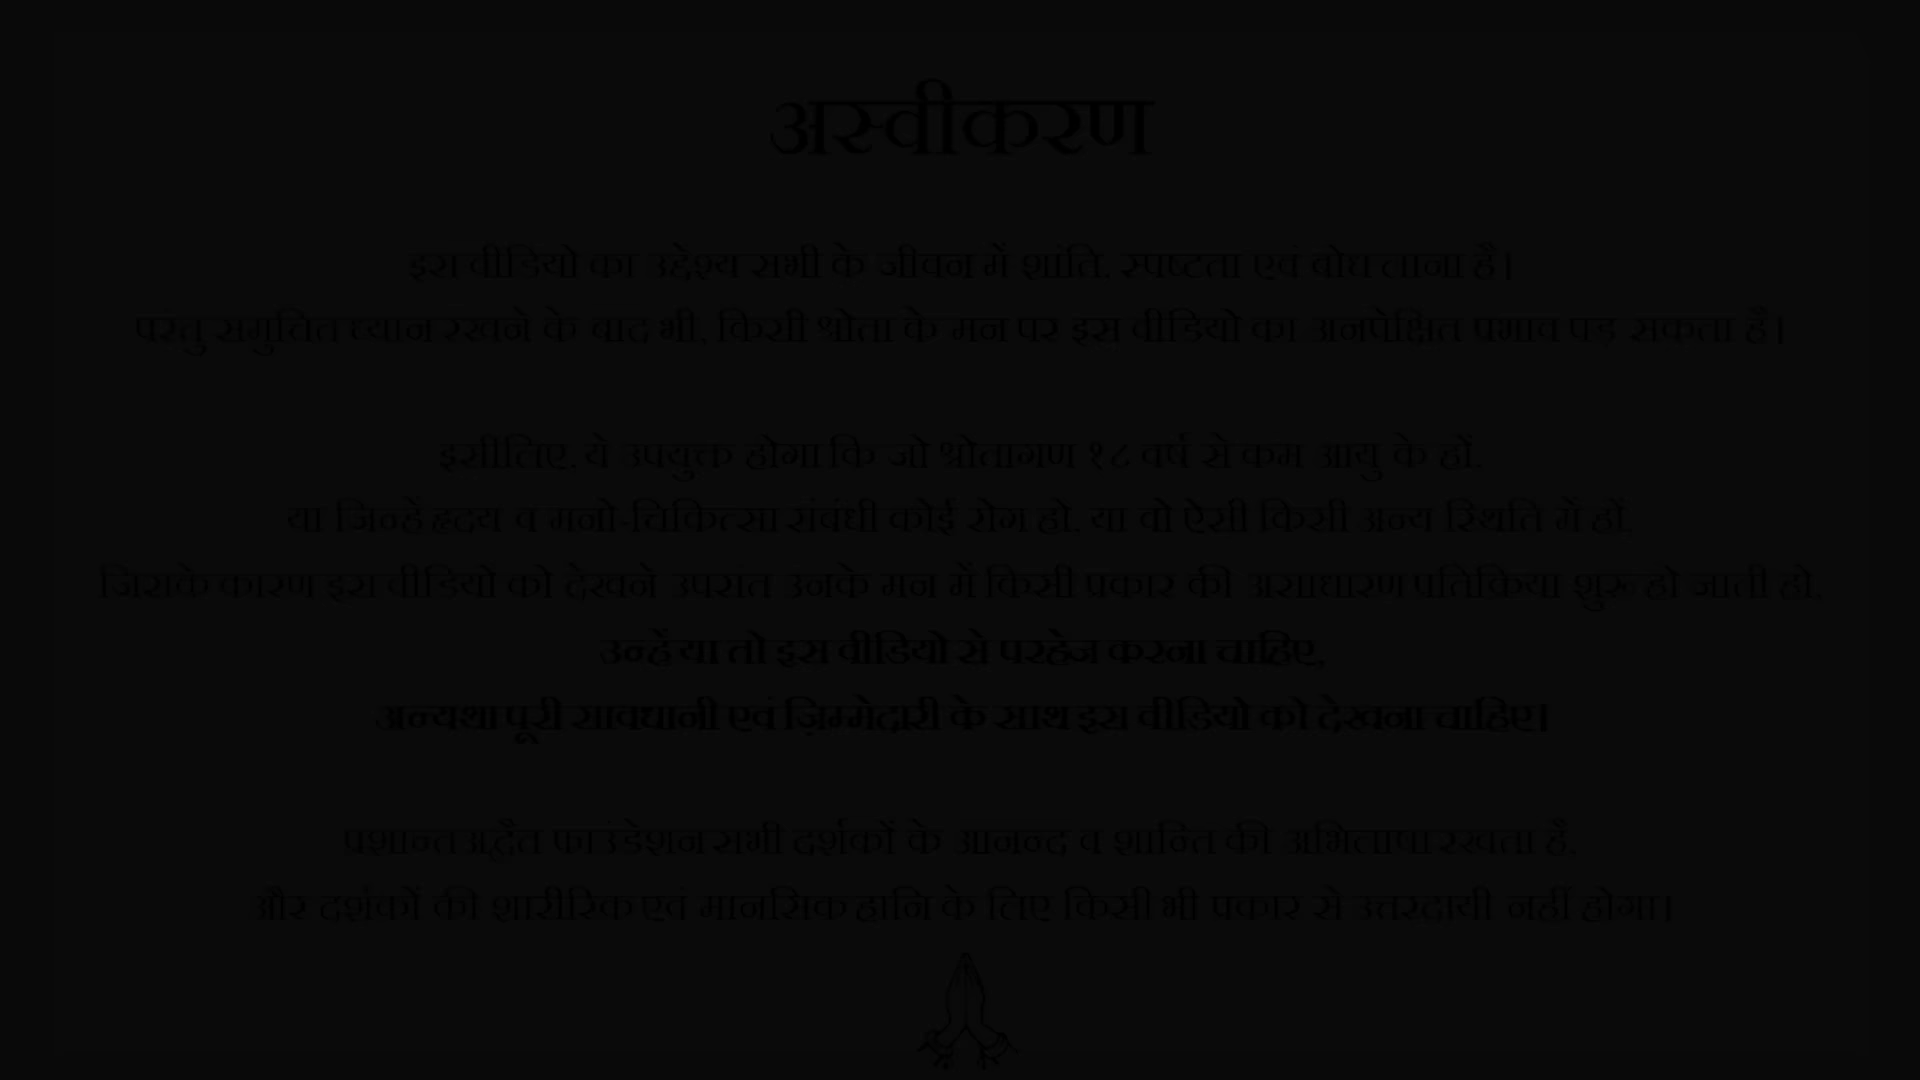 अस्वीकरण
इस वीडियो का उद्देश्य सभी के जीवन में शांति, स्पष्टता एवं बोध लाना है।
परंतु समुचित ध्यान रखने के बाद भी, किसी श्रोता के मन पर इस वीडियो का अनपेक्षित प्रभाव पड़ सकता है।
इसीलिए, ये उपयुक्त होगा कि जो श्रोतागण १८ वर्ष से कम आयु के हों,
या जिन्हें हृदय व मनो-चिकित्सा संबंधी कोई रोग हो, या वो ऐसी किसी अन्य स्थिति में हों,
जिसके कारण इस वीडियो को देखने उपरांत उनके मन में किसी प्रकार की असाधारण प्रतिक्रिया शुरू हो जाती हो,
उन्हें या तो इस वीडियो से परहेज करना चाहिए,
अन्यथा पूरी सावधानी एवं ज़िम्मेदारी के साथ इस वीडियो को देखना चाहिए।
प्रशान्त अद्वैत फाउंडेशन सभी दर्शकों के आनन्द व शान्ति की अभिलाषा रखता है,
और दर्शकों की शारीरिक एवं मानसिक हानि के लिए किसी भी प्रकार से उत्तरदायी नहीं होगा।